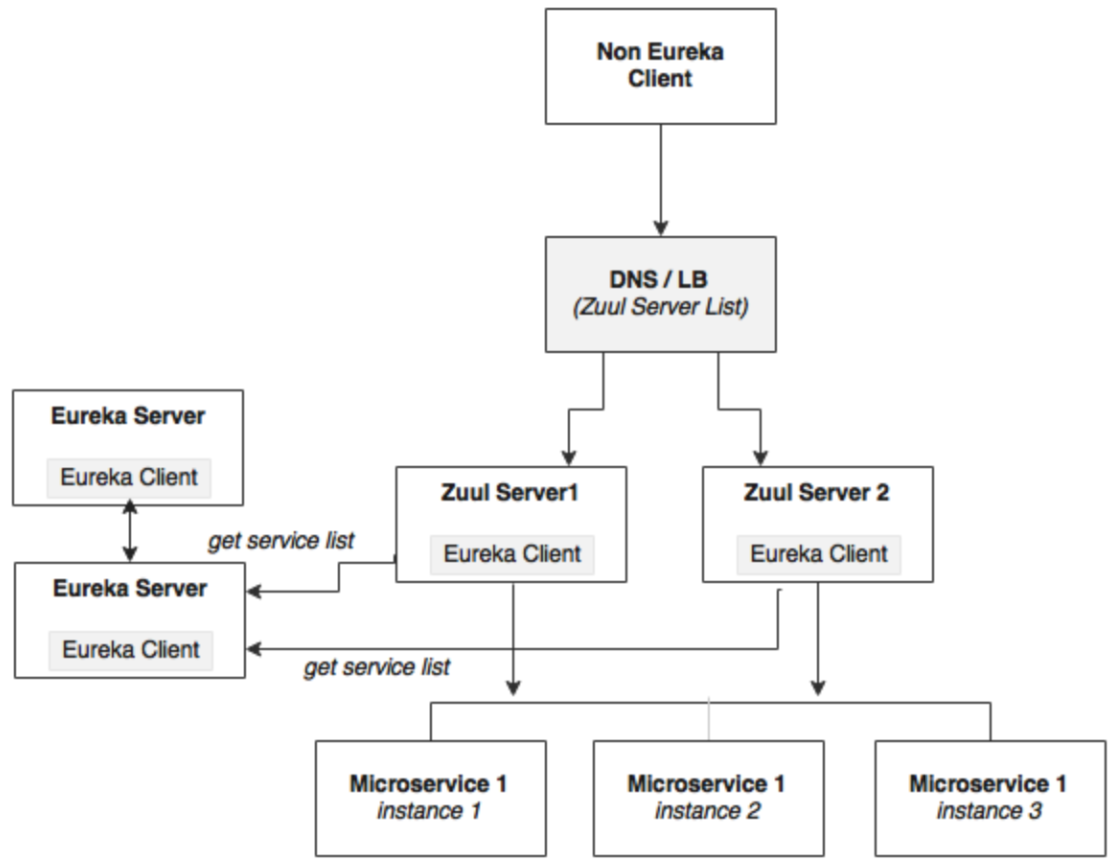 Non Eureka
Client
DNS / LB
(Zuul Server List)
Eureka Server
Eureka Client
Zuul Server1
Eureka Client
Zuul Server 2
Eureka Client
get service list
Eureka Server
Eureka Client
get service list
Microservice 1
instance 1
Microservice 1
instance 2
Microservice 1
instance 3